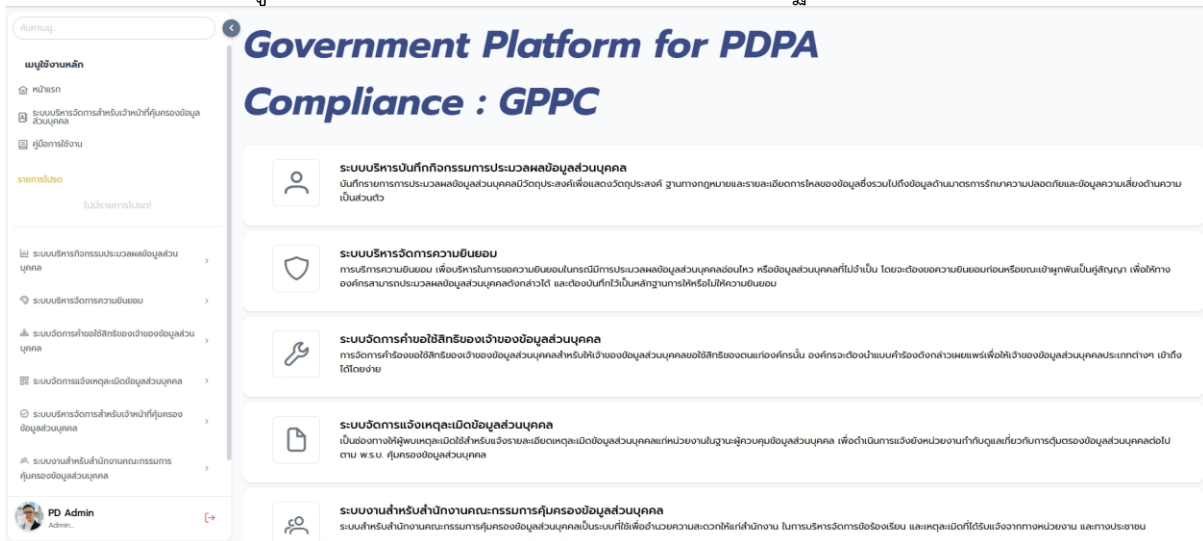 ค้นหาเมนู...
เมนูใช้งานหลัก
หน้าแรก
ระบบบริหารจัดการสำหรับเจ้าหน้าที่คุ้มครองข้อมูล
ส่วนบุคคล
คู่มือการใช้งาน
รายการโปรด
ไม่มีรายการโปรด!
ระบบบริหารกิจกรรมประมวลผลข้อมูลส่วน
บุคคล
ระบบบริหารจัดการความยินยอม
ระบบจัดการคำขอใช้สิทธิของเจ้าของข้อมูลส่วน
บุคคล
ระบบจัดการแจ้งเหตุละเมิดข้อมูลส่วนบุคคล
ระบบบริหารจัดการสำหรับเจ้าหน้าที่คุ้มครอง
ข้อมูลส่วนบุคคล
ระบบงานสำหรับสำนักงานคณะกรรมการ
คุ้มครองข้อมูลส่วนบุคคล
PD Admin
Admin..
Government Platform for PDPA
Compliance : GPPC
ระบบบริหารบันทึกกิจกรรมการประมวลผลข้อมูลส่วนบุคคล
บันทึกรายการการประมวลผลข้อมูลส่วนบุคคลมีวัตถุประสงค์เพื่อแสดงวัตถุประสงค์ ฐานทางกฎหมายและรายละเอียดการไหลของข้อมูลซึ่งรวมไปถึงข้อมูลด้านมาตรการรักษาความปลอดภัยและข้อมูลความเสี่ยงด้านความ
เป็นส่วนตัว
ระบบบริหารจัดการความยินยอม
การบริการความยินยอม เพื่อบริหารในการขอความยินยอมในกรณีมีการประมวลผลข้อมูลส่วนบุคคลอ่อนไหว หรือข้อมูลส่วนบุคคลที่ไม่จำเป็น โดยจะต้องขอความยินยอมก่อนหรือขณะเข้าผูกพันเป็นคู่สัญญา เพื่อให้ทาง
องค์กรสามารถประมวลผลข้อมูลส่วนบุคคลดังกล่าวได้ และต้องบันทึกไว้เป็นหลักฐานการให้หรือไม่ให้ความยินยอม
ระบบจัดการคำขอใช้สิทธิของเจ้าของข้อมูลส่วนบุคคล
การจัดการคำร้องขอใช้สิทธิของเจ้าของข้อมูลส่วนบุคคลสำหรับให้เจ้าของข้อมูลส่วนบุคคลขอใช้สิทธิของตนแก่องค์กรนั้น องค์กรจะต้องนำแบบคำร้องดังกล่าวเผยแพร่เพื่อให้เจ้าของข้อมูลส่วนบุคคลประเภทต่างๆ เข้าถึง
ได้โดยง่าย
ระบบจัดการแจ้งเหตุละเมิดข้อมูลส่วนบุคคล
เป็นช่องทางให้ผู้พบเหตุละเมิดใช้สำหรับแจ้งรายละเอียดเหตุละเมิดข้อมูลส่วนบุคคลแก่หน่วยงานในฐานะผู้ควบคุมข้อมูลส่วนบุคคล เพื่อดำเนินการแจ้งยังหน่วยงานกำกับดูแลเกี่ยวกับการคุ้มตรองข้อมูลส่วนบุคคลต่อไป
ตาม พ.ร.บ. คุ้มครองข้อมูลส่วนบุคคล
ระบบงานสำหรับสำนักงานคณะกรรมการคุ้มครองข้อมูลส่วนบุคคล
ระบบสำหรับสำนักงานคณะกรรมการคุ้มครองข้อมูลส่วนบุคคลเป็นระบบที่ใช้เพื่ออำนวยความสะดวกให้แก่สำนักงาน ในการบริหารจัดการข้อร้องเรียน และเหตุละเมิดที่ได้รับแจ้งจากทางหน่วยงาน และทางประชาชน